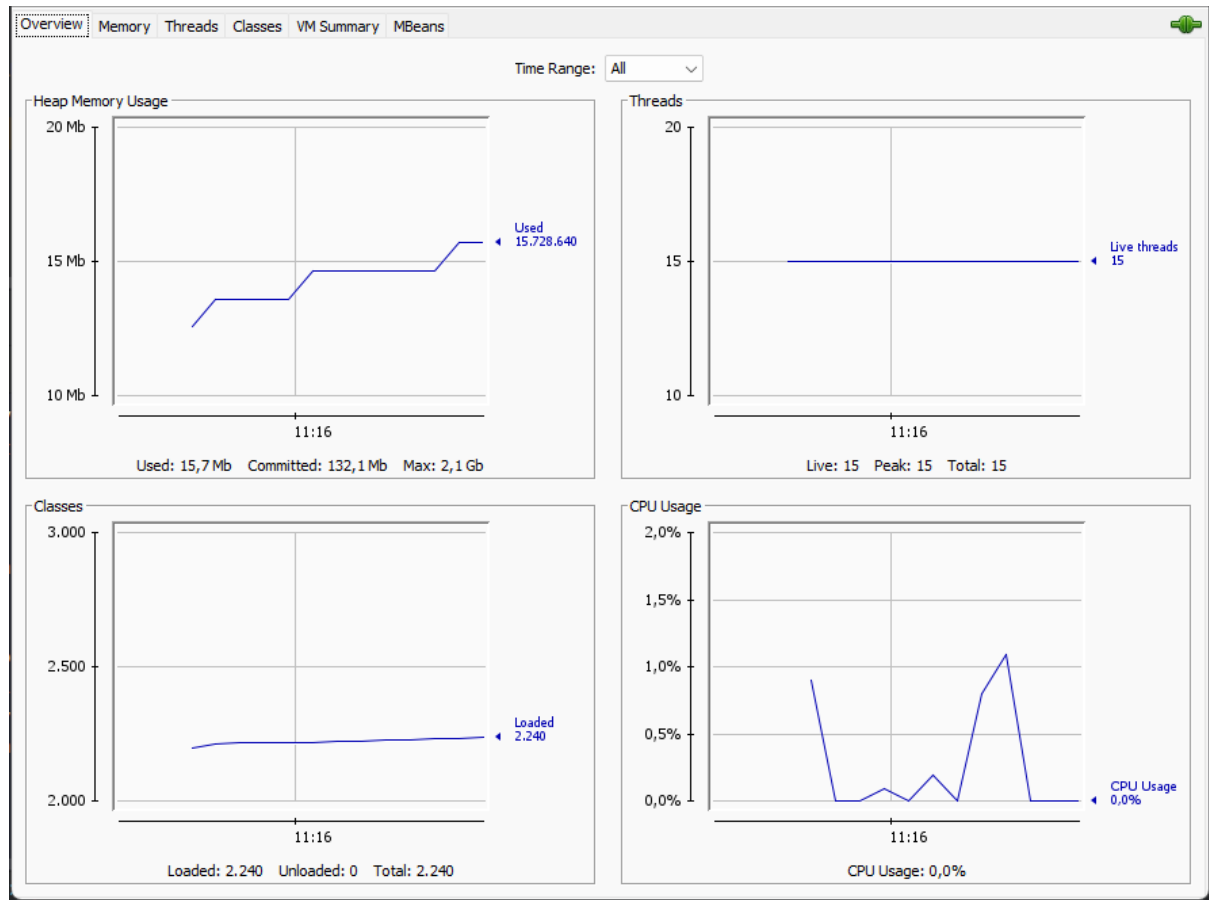 Overview Memory Threads Classes VM Summary MBeans
Time Range: All
Heap Memory Usage
20 Mb
15 Mb
10 Mb
Used
15.728.640
11:16
Used: 15,7 Mb Committed: 132,1 Mb Max: 2,1 Gb
Threads
20
15
10
Live threads
15
11:16
Live: 15 Peak: 15 Total: 15
Classes
3.000
2.500
2.000
Loaded
2.240
11:16
Loaded: 2.240 Unloaded: 0 Total: 2.240
CPU Usage
2,0%
1,5%
1,0%
0,5%
0,0%
CPU Usage
0,0%
11:16
CPU Usage: 0,0%